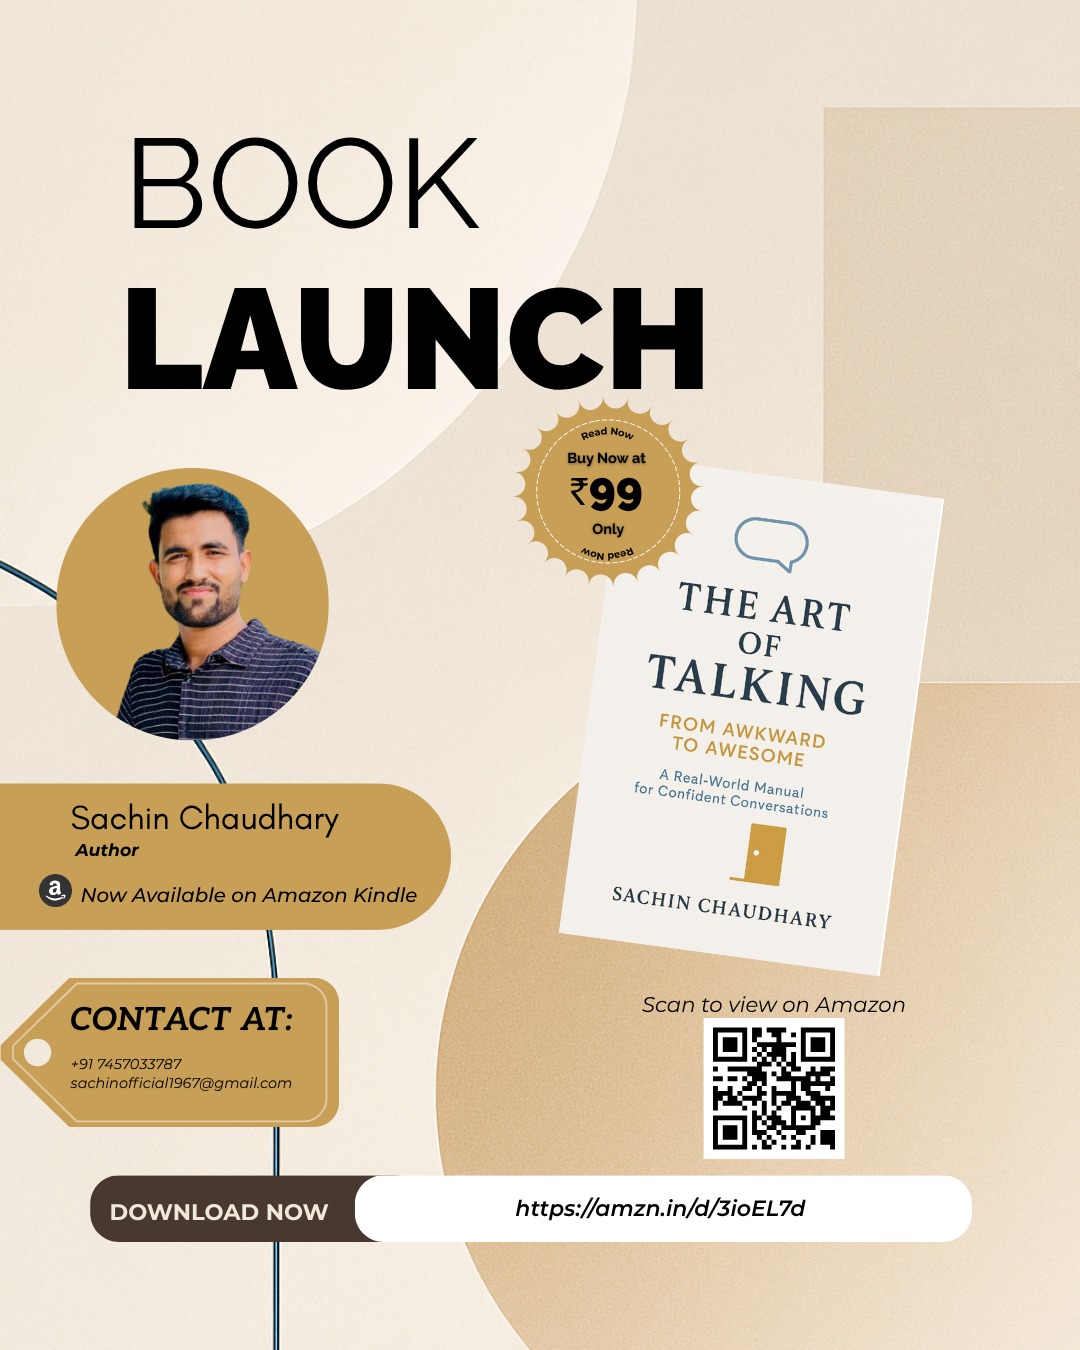 BOOK
LAUNCH
Read Now
Buy Now at
₹99
Only
Read Now
THE ART
OF
TALKING
FROM AWKWARD
TO AWESOME
A Real-World Manual
for Confident Conversations
SACHIN CHAUDHARY
Sachin Chaudhary
Author
a Now Available on Amazon Kindle
CONTACT AT:
+91 7457033787
sachinofficial1967@gmail.com
Scan to view on Amazon
DOWNLOAD NOW
https://amzn.in/d/3ioEL7d